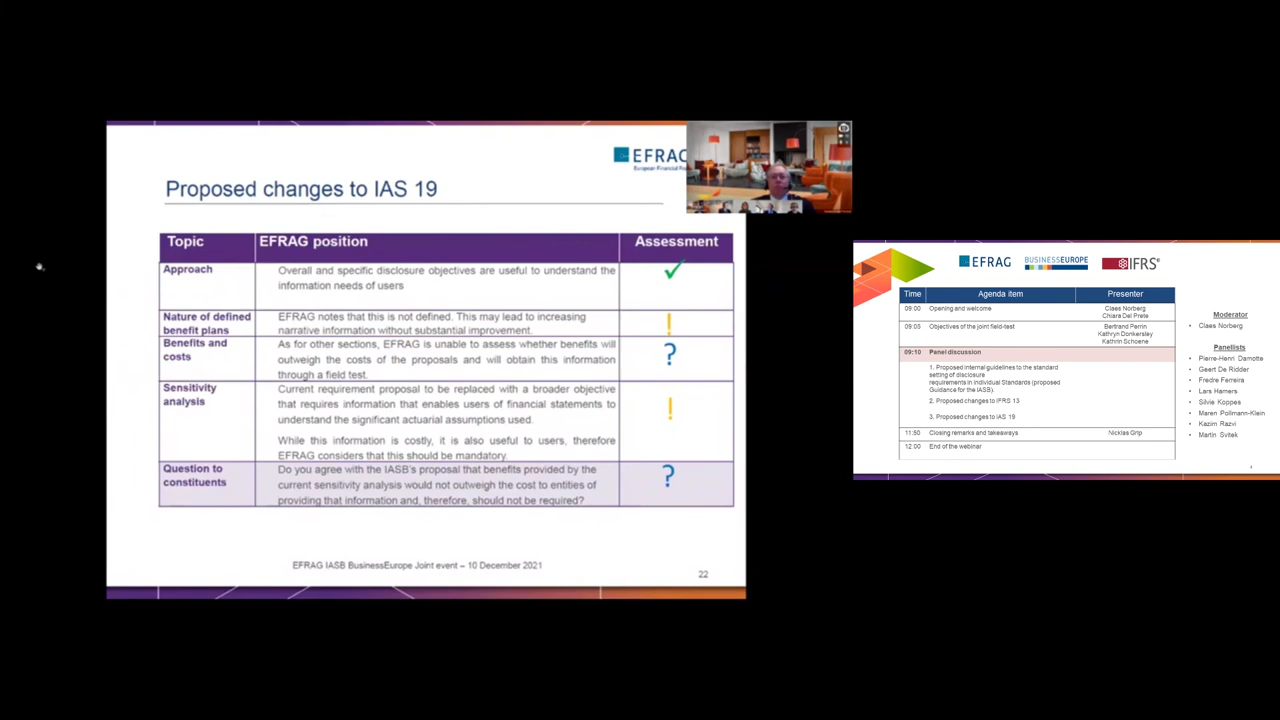 EFRAG
Proposed changes to IAS 19
Topic EFRAG position Assessment
Approach Overall and specific disclosure objectives are useful to understand the
information needs of users
Nature of defined EFRAG notes that this is not defined. This may lead to increasing !
benefit plans narrative information without substantial improvement.
Benefits and As for other sections, EFRAG is unable to assess whether benefits will ?
costs outweigh the costs of the proposals and will obtain this information
through a field test.
Sensitivity Current requirement proposal to be replaced with a broader objective
analysis that requires information that enables users of financial statements to !
understand the significant actuarial assumptions used.
While this information is costly, it is also useful to users, therefore
EFRAG considers that this should be mandatory.
Question to Do you agree with the IASB's proposal that benefits provided by the ?
constituents current sensitivity analysis would not outweigh the cost to entities of
providing that information and, therefore, should not be required?
EFRAG IASB BusinessEurope Joint event – 10 December 2021
22
EFRAG BUSINESSEUROPE IFRS®
Time Agenda item Presenter
09:00 Opening and welcome Claes Norberg
Chiara Del Prete
09:05 Objectives of the joint field-test Bertrand Perrin
Kathryn Donkersley
Kathrin Schoene
09:10 Panel discussion
1. Proposed internal guidelines to the standard
setting of disclosure
requirements in individual Standards (proposed
Guidance for the IASB).
2. Proposed changes to IFRS 13
3. Proposed changes to IAS 19
11:50 Closing remarks and takeaways Nicklas Grip
12:00 End of the webinar
Moderator
• Claes Norberg
Panellists
• Pierre-Henri Damotte
• Geert De Ridder
• Fredre Ferreira
• Lars Hamers
• Silvie Koppes
• Maren Pollmann-Klein
• Kazim Razvi
• Martin Svitek